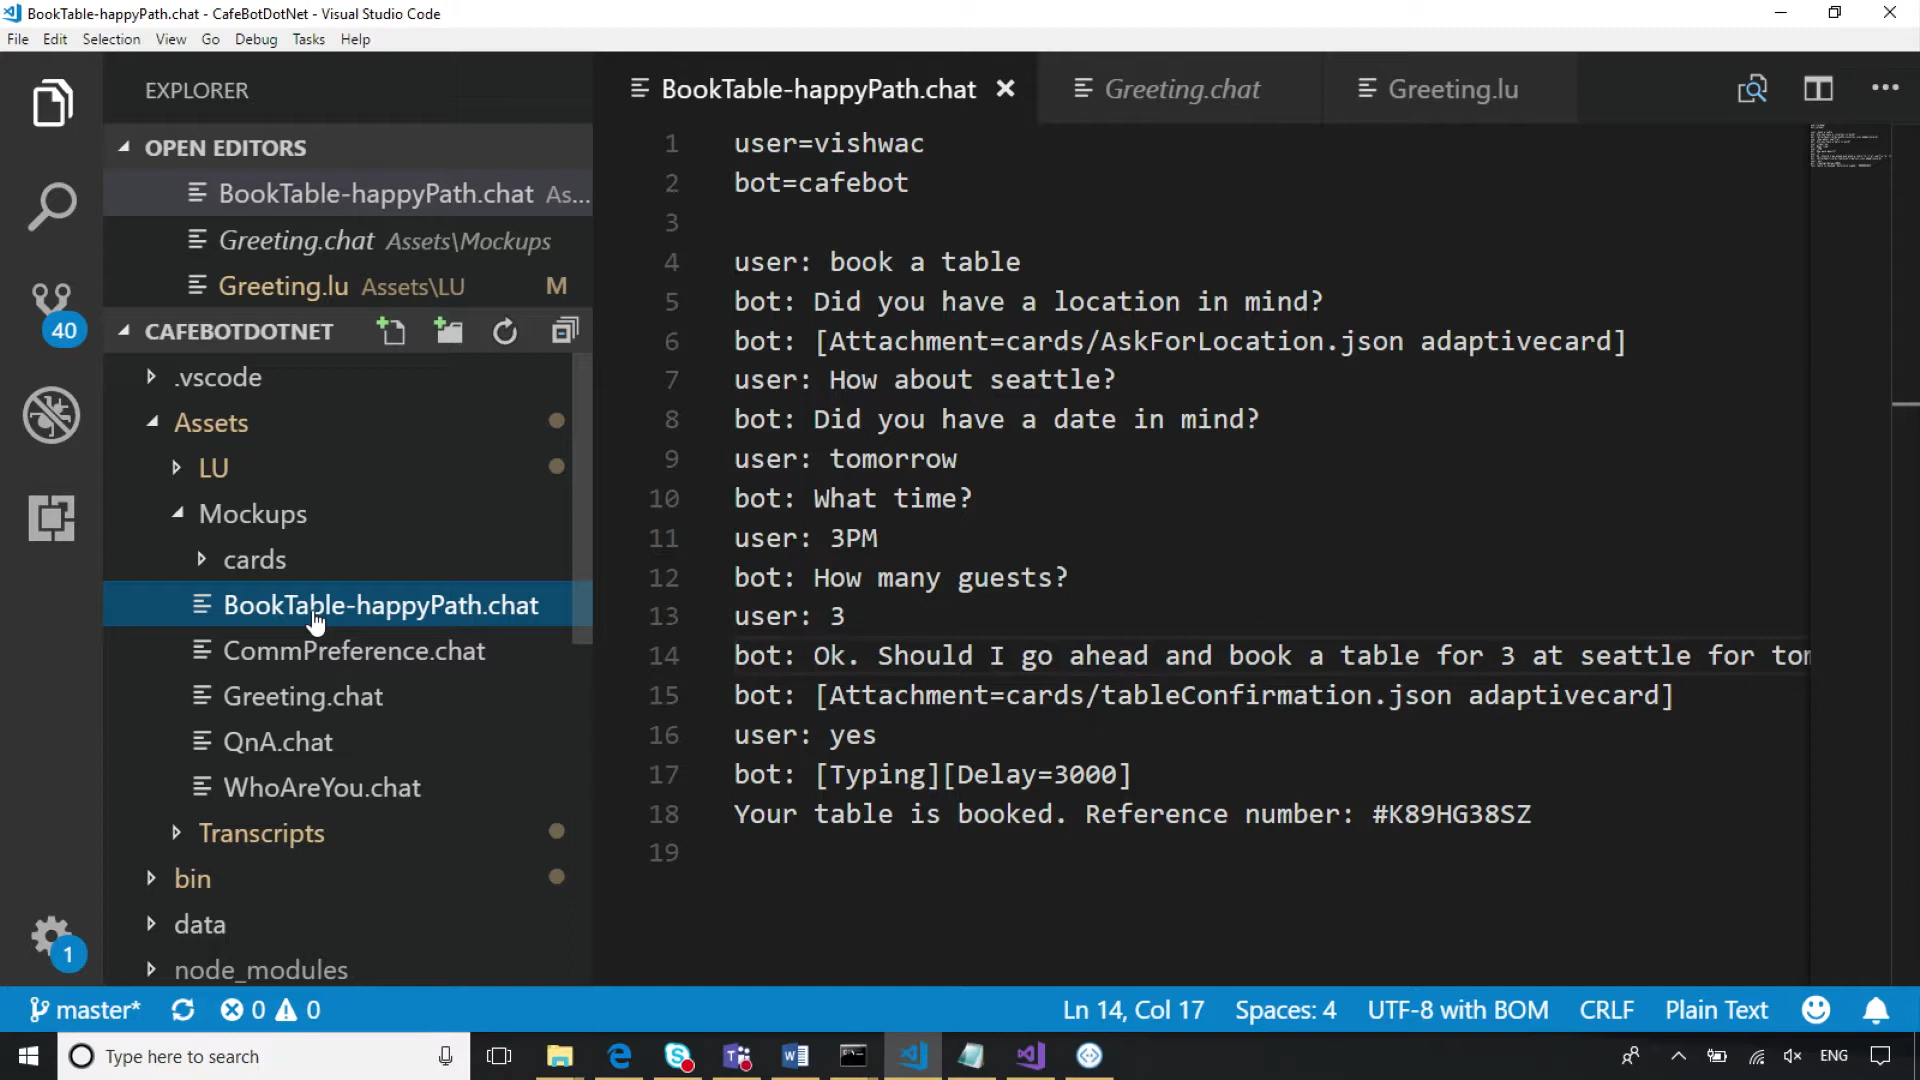 BookTable-happyPath.chat - CafeBotDotNet - Visual Studio Code
File Edit Selection View Go Debug Tasks Help
EXPLORER
OPEN EDITORS
BookTable-happyPath.chat As...
Greeting.chat Assets\Mockups
Greeting.lu Assets\LU M
CAFEBOTDOTNET
.vscode
Assets
LU
Mockups
cards
BookTable-happyPath.chat
CommPreference.chat
Greeting.chat
QnA.chat
WhoAreYou.chat
Transcripts
bin
data
node_modules
40
1
BookTable-happyPath.chat Greeting.chat Greeting.lu
1 user=vishwac
2 bot=cafebot
3
4 user: book a table
5 bot: Did you have a location in mind?
6 bot: [Attachment=cards/AskForLocation.json adaptivecard]
7 user: How about seattle?
8 bot: Did you have a date in mind?
9 user: tomorrow
10 bot: What time?
11 user: 3PM
12 bot: How many guests?
13 user: 3
14 bot: Ok. Should I go ahead and book a table for 3 at seattle for tom
15 bot: [Attachment=cards/tableConfirmation.json adaptivecard]
16 user: yes
17 bot: [Typing][Delay=3000]
18 Your table is booked. Reference number: #K89HG38SZ
19
master* 0 0 Ln 14, Col 17 Spaces: 4 UTF-8 with BOM CRLF Plain Text
Type here to search ENG